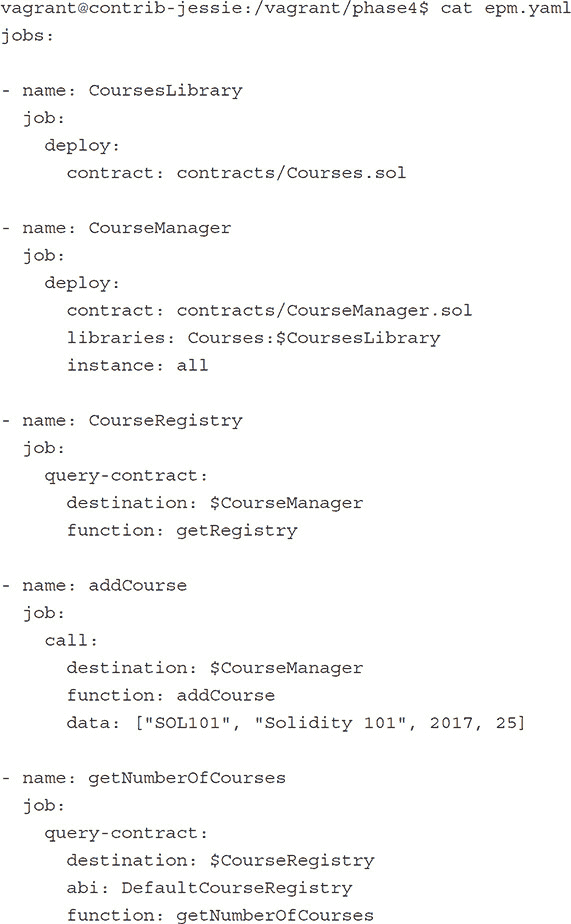 vagrant@contrib-jessie:/vagrant/phase4$ cat epm.yaml
jobs:

- name: CoursesLibrary
  job:
    deploy:
      contract: contracts/Courses.sol

- name: CourseManager
  job:
    deploy:
      contract: contracts/CourseManager.sol
      libraries: Courses:$CoursesLibrary
      instance: all

- name: CourseRegistry
  job:
    query-contract:
      destination: $CourseManager
      function: getRegistry

- name: addCourse
  job:
    call:
      destination: $CourseManager
      function: addCourse
      data: ["SOL101", "Solidity 101", 2017, 25]

- name: getNumberOfCourses
  job:
    query-contract:
      destination: $CourseRegistry
      abi: DefaultCourseRegistry
      function: getNumberOfCourses